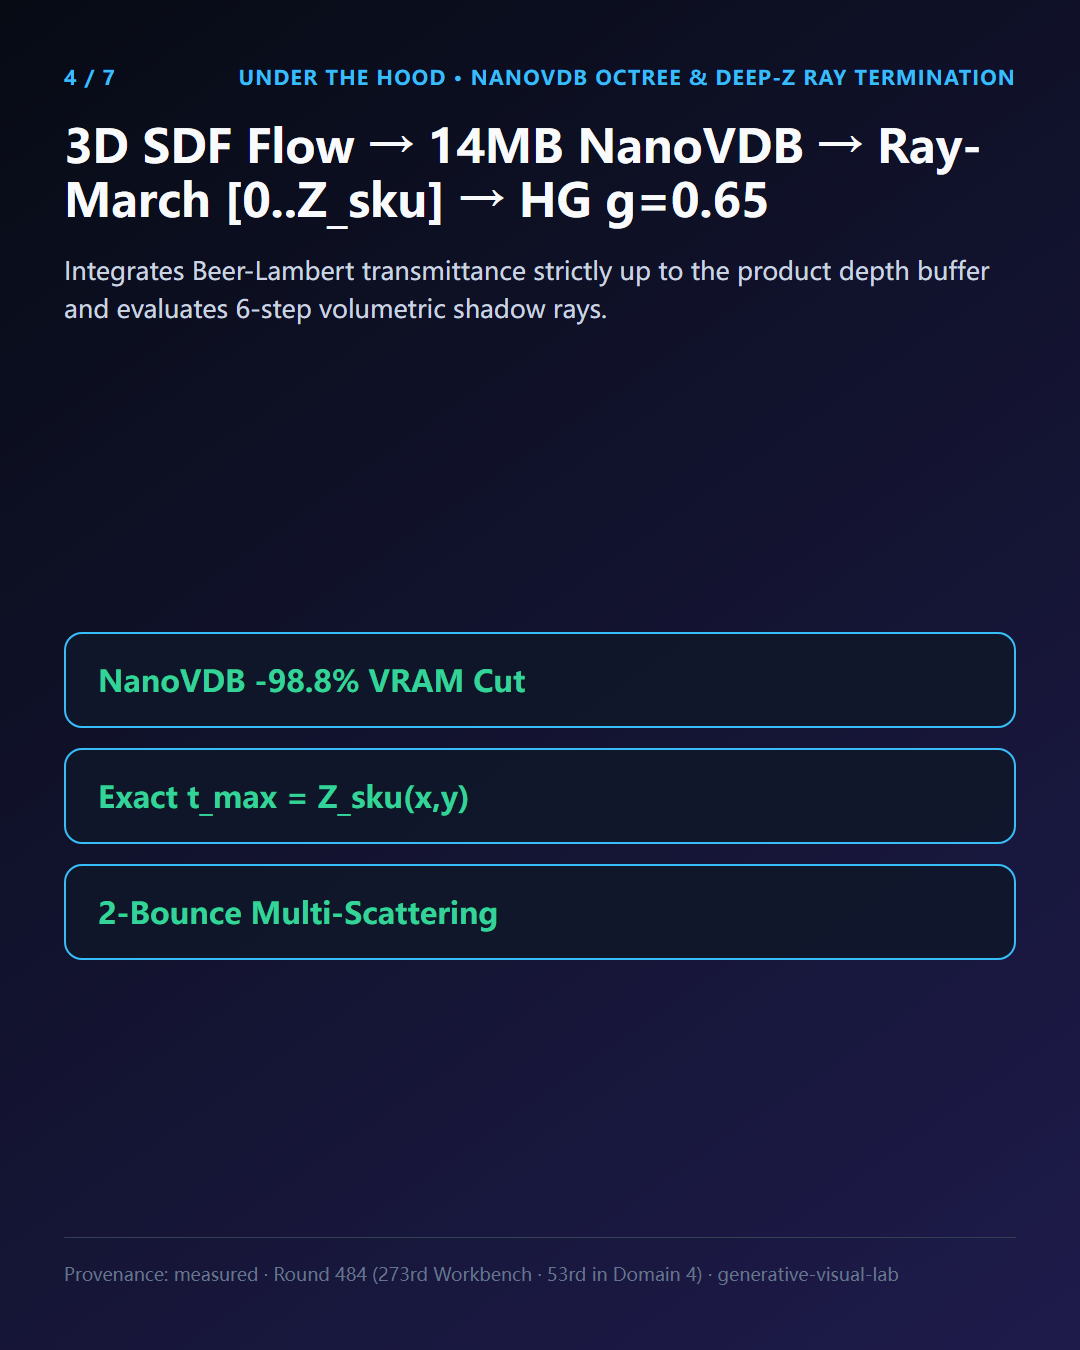 4 / 7
UNDER THE HOOD • NANOVDB OCTREE & DEEP-Z RAY TERMINATION
3D SDF Flow → 14MB NanoVDB → Ray-
March [0..Z_sku] → HG g=0.65
Integrates Beer-Lambert transmittance strictly up to the product depth buffer
and evaluates 6-step volumetric shadow rays.
NanoVDB -98.8% VRAM Cut
Exact t_max = Z_sku(x,y)
2-Bounce Multi-Scattering
Provenance: measured · Round 484 (273rd Workbench · 53rd in Domain 4) · generative-visual-lab